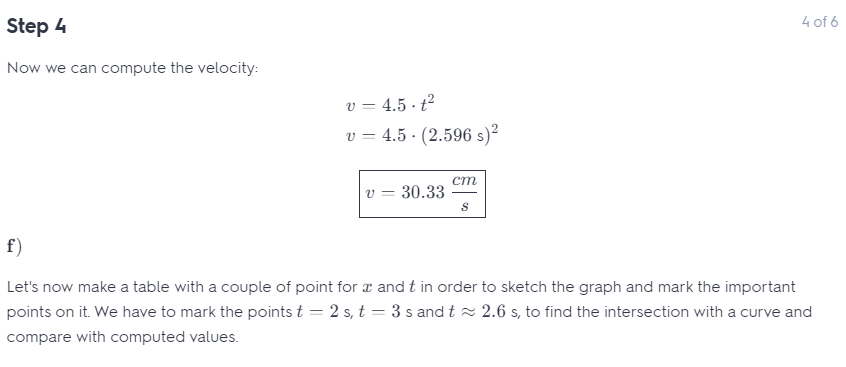 Step 4
4 of 6
Now we can compute the velocity:
v = 4.5 · t²
v = 4.5 · (2.596 s)²
v = 30.33 cm/s
f)
Let's now make a table with a couple of point for x and t in order to sketch the graph and mark the important
points on it. We have to mark the points t = 2 s, t = 3 s and t ≈ 2.6 s, to find the intersection with a curve and
compare with computed values.